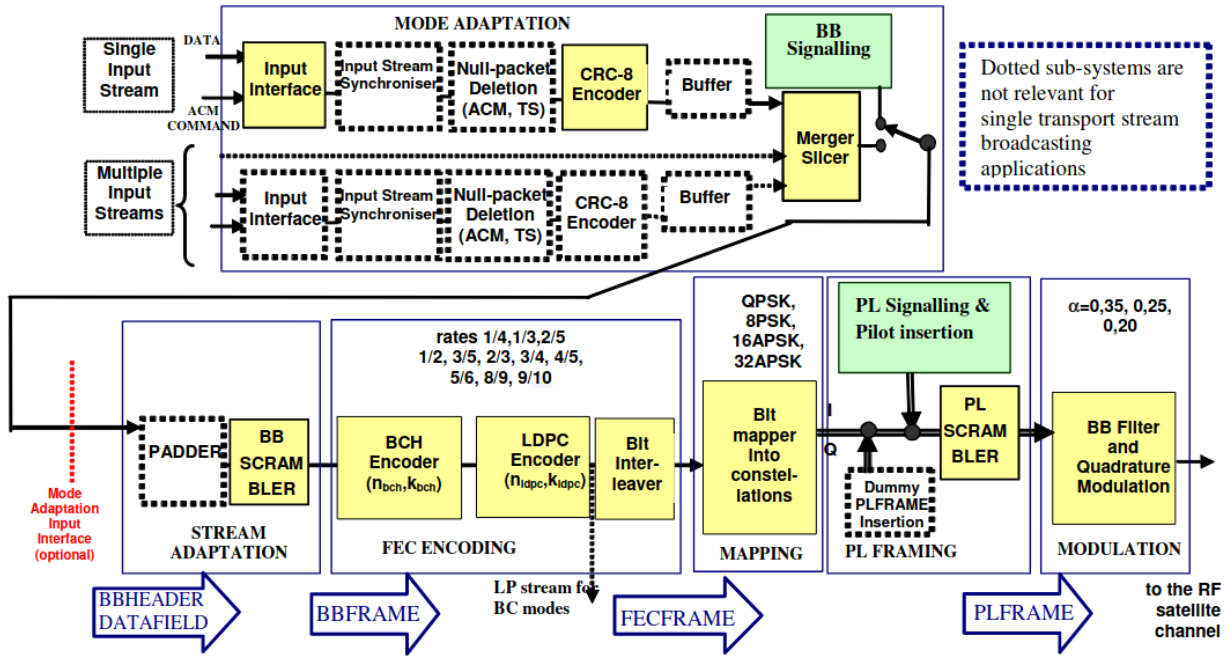 MODE ADAPTATION
Single
Input
Stream
DATA
ACM
COMMAND
Input
Interface
Input Stream
Synchroniser
Null-packet
Deletion
(ACM, TS)
CRC-8
Encoder
Buffer
BB
Signalling
Merger
Slicer
Dotted sub-systems are
not relevant for
single transport stream
broadcasting
applications
Multiple
Input
Streams
Input
Interface
Input Stream
Synchroniser
Null-packet
Deletion
(ACM, TS)
CRC-8
Encoder
Buffer
Mode
Adaptation
Input
Interface
(optional)
PADDER
BB
SCRAM
BLER
STREAM
ADAPTATION
rates 1/4,1/3,2/5
1/2, 3/5, 2/3, 3/4, 4/5,
5/6, 8/9, 9/10
BCH
Encoder
(nbch,kbch)
LDPC
Encoder
(nldpc,kldpc)
Bit
Inter-
leaver
FEC ENCODING
LP stream for
BC modes
QPSK,
8PSK,
16APSK,
32APSK
Bit
mapper
into
constel-
lations
MAPPING
I
Q
PL Signalling &
Pilot insertion
Dummy
PLFRAME
Insertion
PL
SCRAM
BLER
PL FRAMING
α=0,35, 0,25,
0,20
BB Filter
and
Quadrature
Modulation
MODULATION
BBHEADER
DATAFIELD
BBFRAME
FECFRAME
PLFRAME
to the RF
satellite
channel